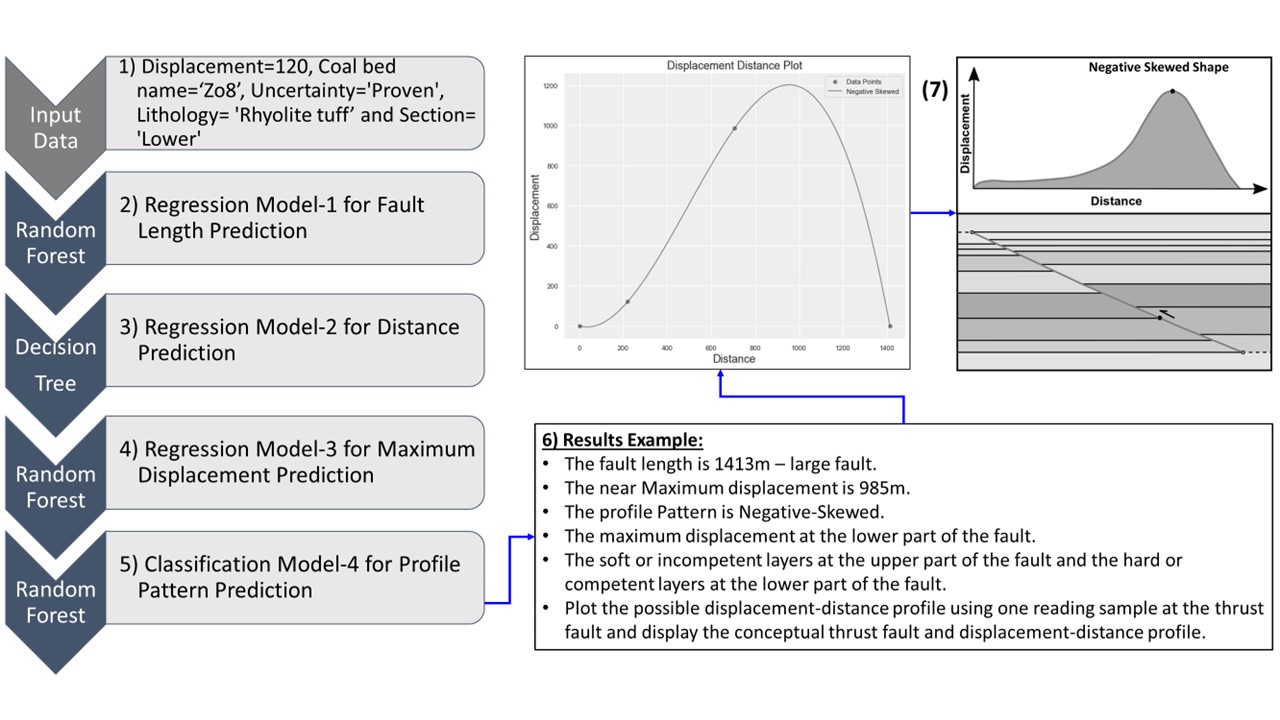 Input
Data
1) Displacement=120, Coal bed
name=‘Zo8’, Uncertainty='Proven',
Lithology= 'Rhyolite tuff’ and Section=
'Lower'
Random
Forest
2) Regression Model-1 for Fault
Length Prediction
Decision
Tree
3) Regression Model-2 for Distance
Prediction
Random
Forest
4) Regression Model-3 for Maximum
Displacement Prediction
Random
Forest
5) Classification Model-4 for Profile
Pattern Prediction
Displacement Distance Plot
Data Points
Negative Skewed
Displacement
1200
1000
800
600
400
200
0
0 200 400 600 800 1000 1200 1400
Distance
(7)
Negative Skewed Shape
Displacement
Distance
6) Results Example:
• The fault length is 1413m – large fault.
• The near Maximum displacement is 985m.
• The profile Pattern is Negative-Skewed.
• The maximum displacement at the lower part of the fault.
• The soft or incompetent layers at the upper part of the fault and the hard or
competent layers at the lower part of the fault.
• Plot the possible displacement-distance profile using one reading sample at the thrust
fault and display the conceptual thrust fault and displacement-distance profile.